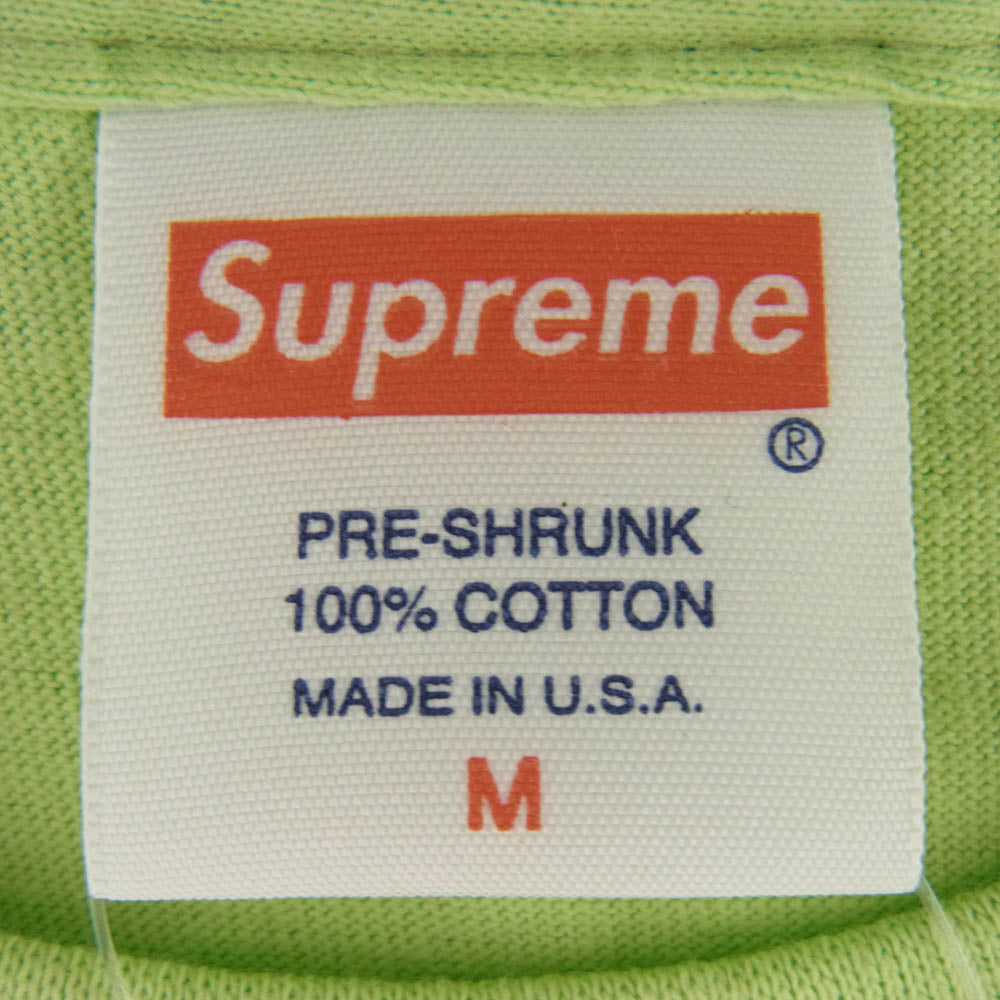 Supreme
®
PRE-SHRUNK
100% COTTON
MADE IN U.S.A.
M